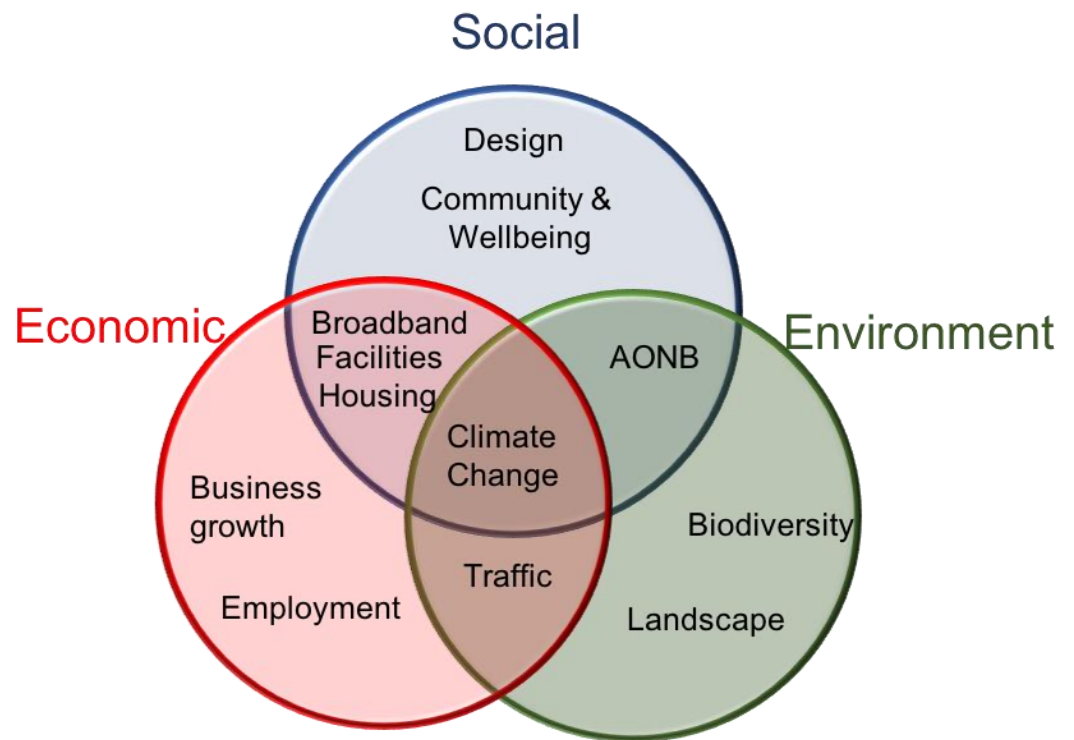 Social
Design
Community &
Wellbeing
Economic
Environment
Broadband
Facilities
Housing
AONB
Climate
Change
Business
growth
Biodiversity
Traffic
Employment
Landscape